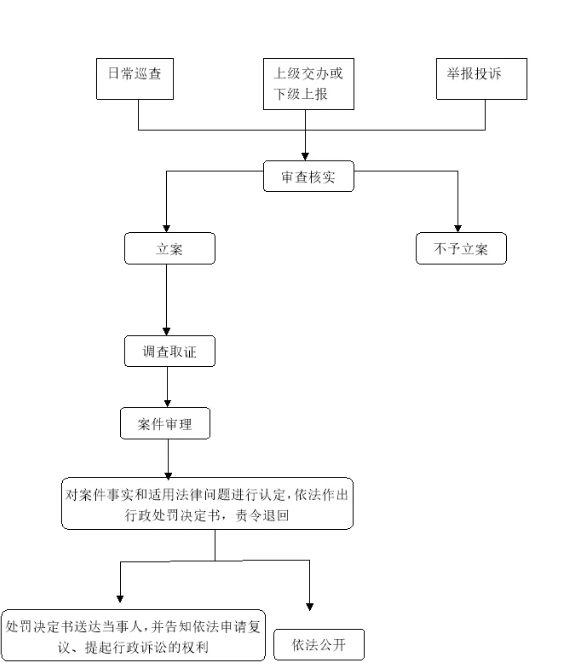 日常巡查
上级交办或
下级上报
举报投诉
审查核实
立案
不予立案
调查取证
案件审理
对案件事实和适用法律问题进行认定,依法作出
行政处罚决定书，责令退回
处罚决定书送达当事人,并告知依法申请复
议、提起行政诉讼的权利
依法公开